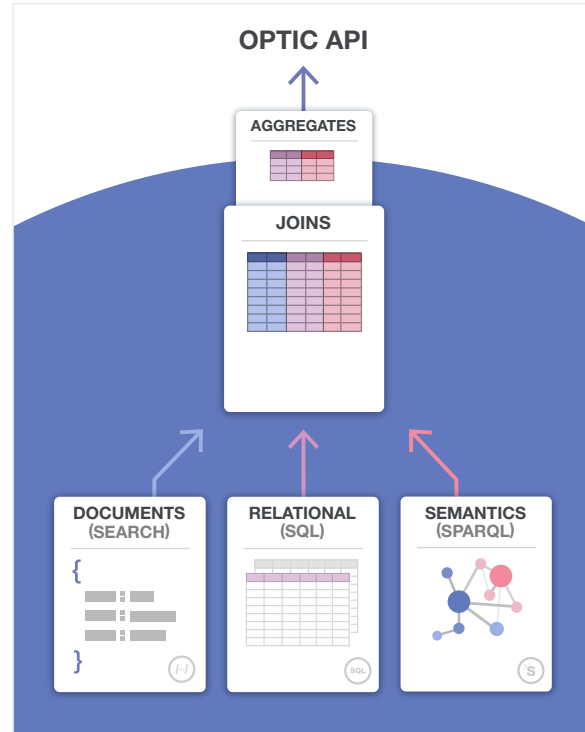 OPTIC API
AGGREGATES
JOINS
DOCUMENTS
(SEARCH)
RELATIONAL
(SQL)
SEMANTICS
(SPARQL)
{
}
{...}
SQL
S